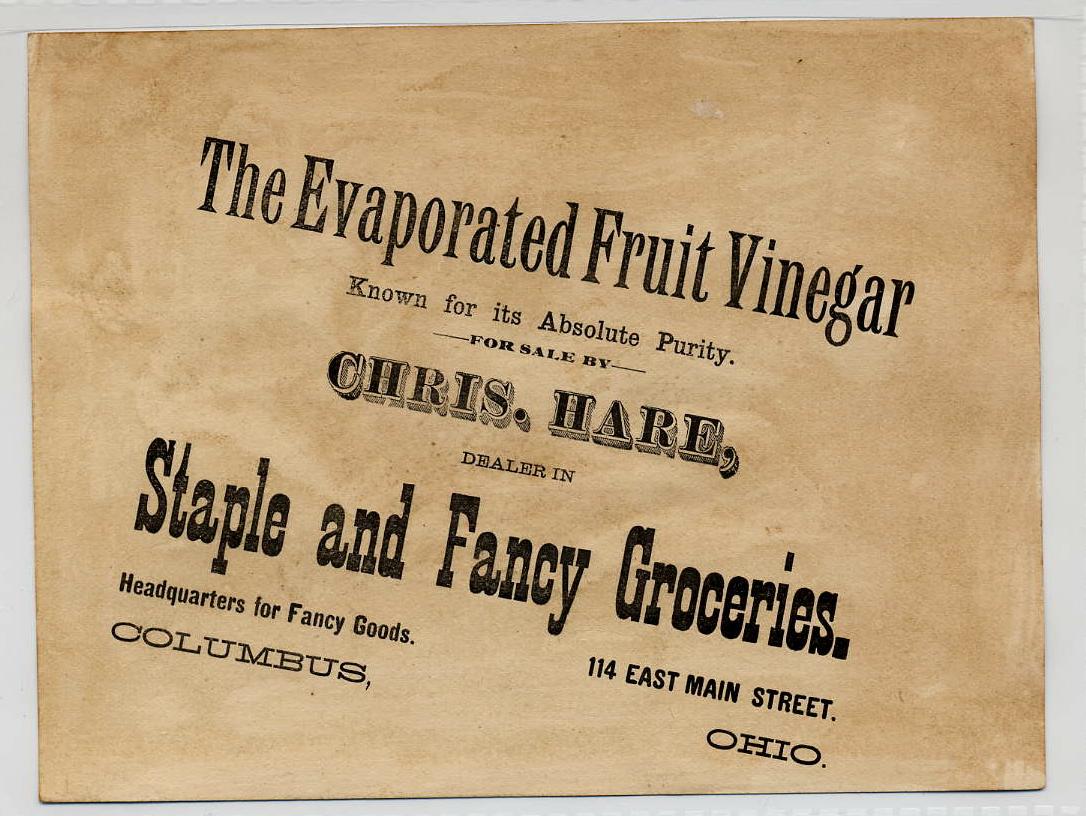 The Evaporated Fruit Vinegar
Known for its Absolute Purity.
FOR SALE BY
CHRIS. HARE,
DEALER IN
Staple and Fancy Groceries.
Headquarters for Fancy Goods.
114 EAST MAIN STREET.
COLUMBUS,
OHIO.